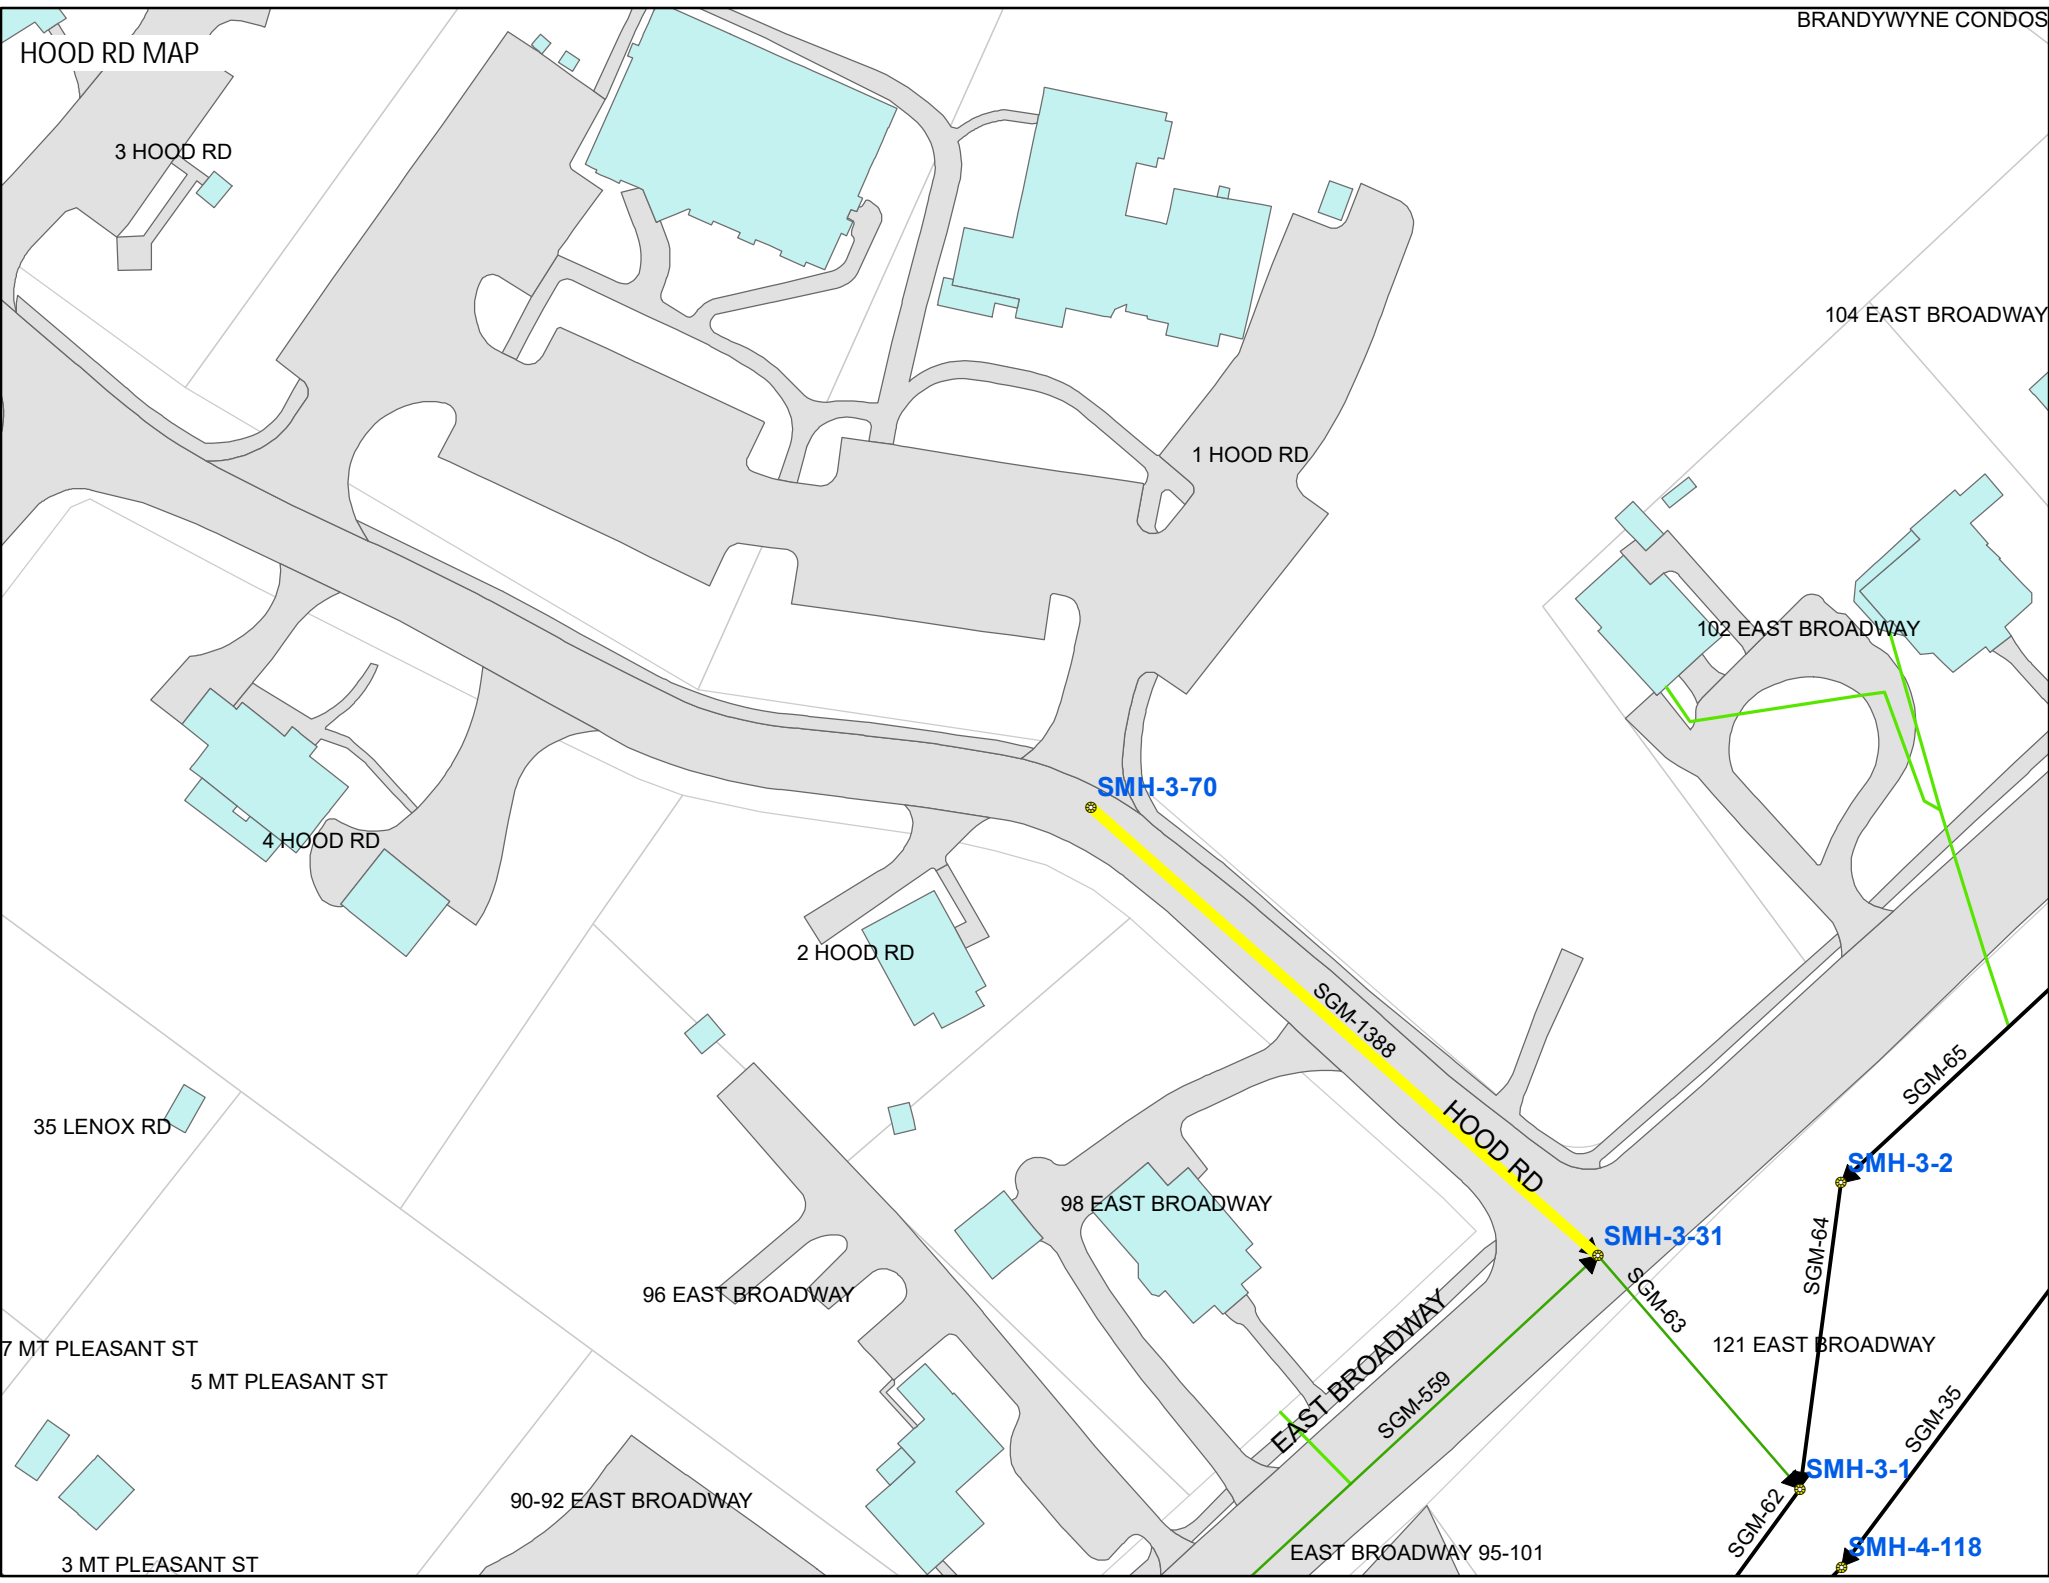 BRANDYWYNE CONDOS
HOOD RD MAP
3 HOOD RD
104 EAST BROADWAY
1 HOOD RD
102 EAST BROADWAY
SMH-3-70
4 HOOD RD
2 HOOD RD
SGM-1388
SGM-65
35 LENOX RD
HOOD RD
SMH-3-2
98 EAST BROADWAY
SMH-3-31
SGM-64
96 EAST BROADWAY
SGM-63
7 MT PLEASANT ST
121 EAST BROADWAY
EAST BROADWAY
5 MT PLEASANT ST
SGM-559
SGM-35
SMH-3-1
90-92 EAST BROADWAY
SGM-62
EAST BROADWAY 95-101
SMH-4-118
3 MT PLEASANT ST